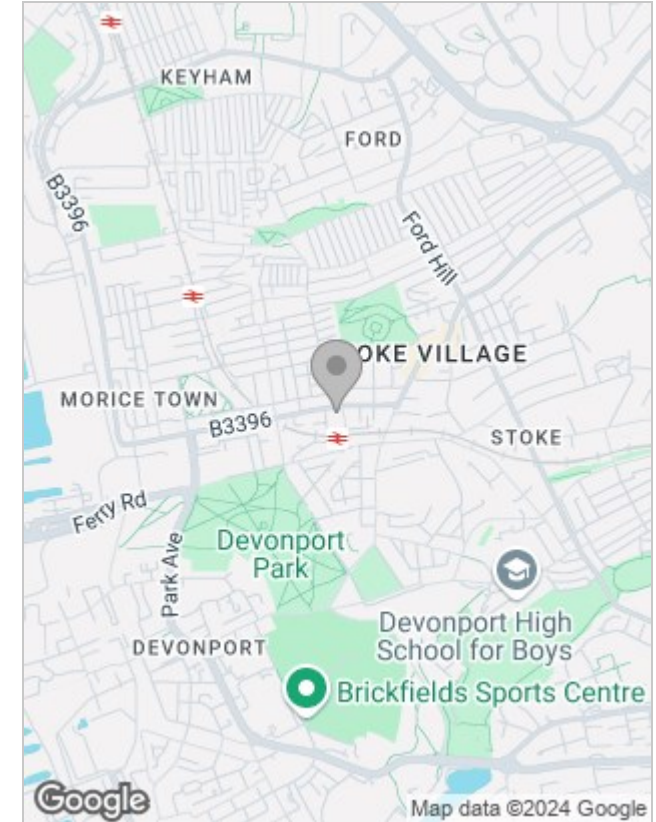 KEYHAM
FORD
B3396
Ford Hill
OKE VILLAGE
MORICE TOWN
B3396
STOKE
Ferry Rd
Devonport
Park
Park Ave
Devonport High
School for Boys
DEVONPORT
Brickfields Sports Centre
Google
Map data ©2024 Google